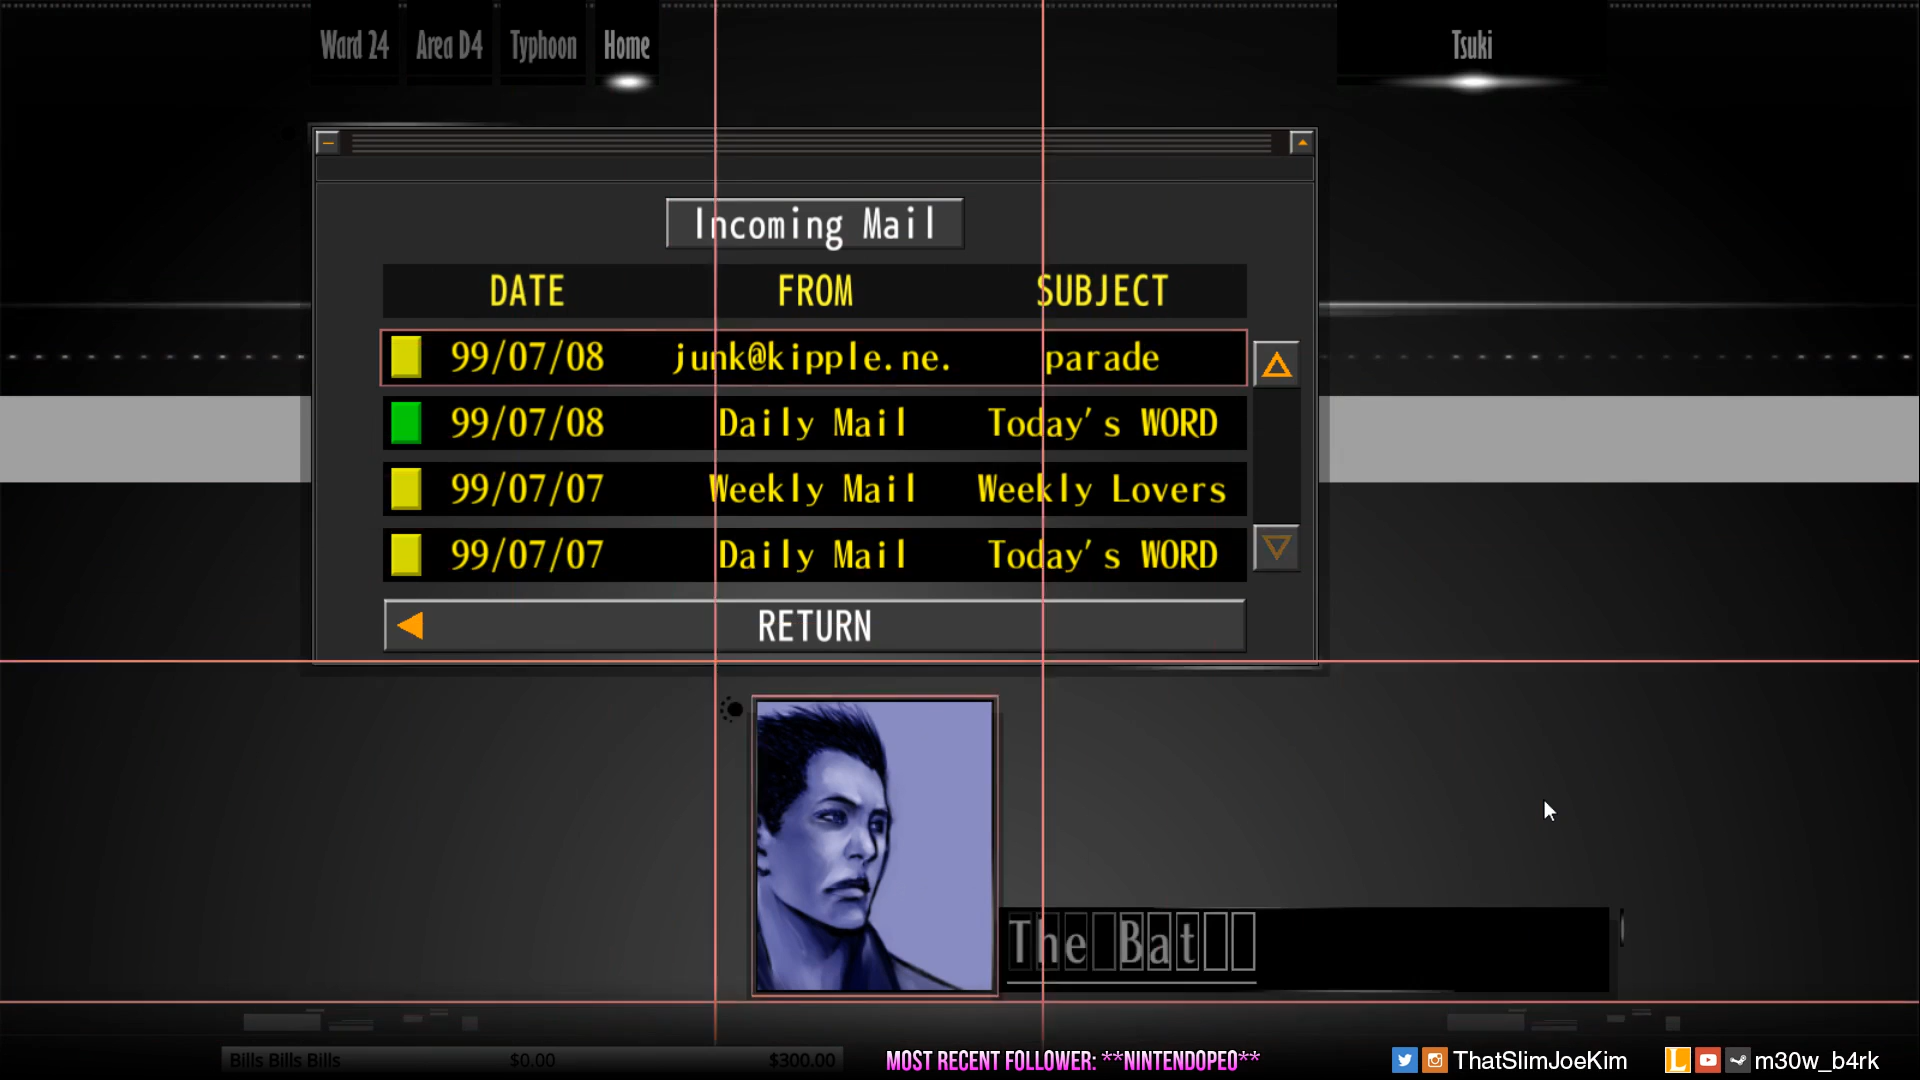 Ward 24 Area D4 Typhoon Home Tsuki
Incoming Mail
DATE FROM SUBJECT
99/07/08 junk@kipple.ne. parade
99/07/08 Daily Mail Today's WORD
99/07/07 Weekly Mail Weekly Lovers
99/07/07 Daily Mail Today's WORD
RETURN
The Bat
Bills Bills Bills $0.00 $300.00
MOST RECENT FOLLOWER: **NINTENDOPEO**
ThatSlimJoeKim
m30w_b4rk